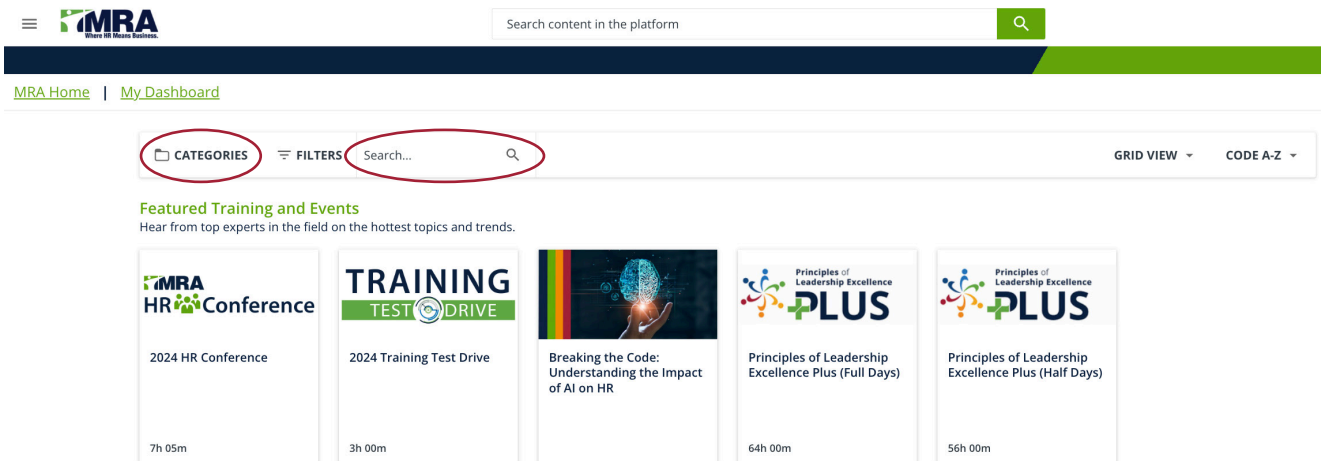 MRA
Where HR Means Business.
Search content in the platform
MRA Home | My Dashboard
CATEGORIES
FILTERS
Search...
GRID VIEW
CODE A-Z
Featured Training and Events
Hear from top experts in the field on the hottest topics and trends.
MRA
HR Conference
2024 HR Conference
7h 05m
TRAINING
TEST DRIVE
2024 Training Test Drive
3h 00m
Breaking the Code:
Understanding the Impact
of AI on HR
Principles of
Leadership Excellence
PLUS
Principles of Leadership
Excellence Plus (Full Days)
64h 00m
Principles of
Leadership Excellence
PLUS
Principles of Leadership
Excellence Plus (Half Days)
56h 00m